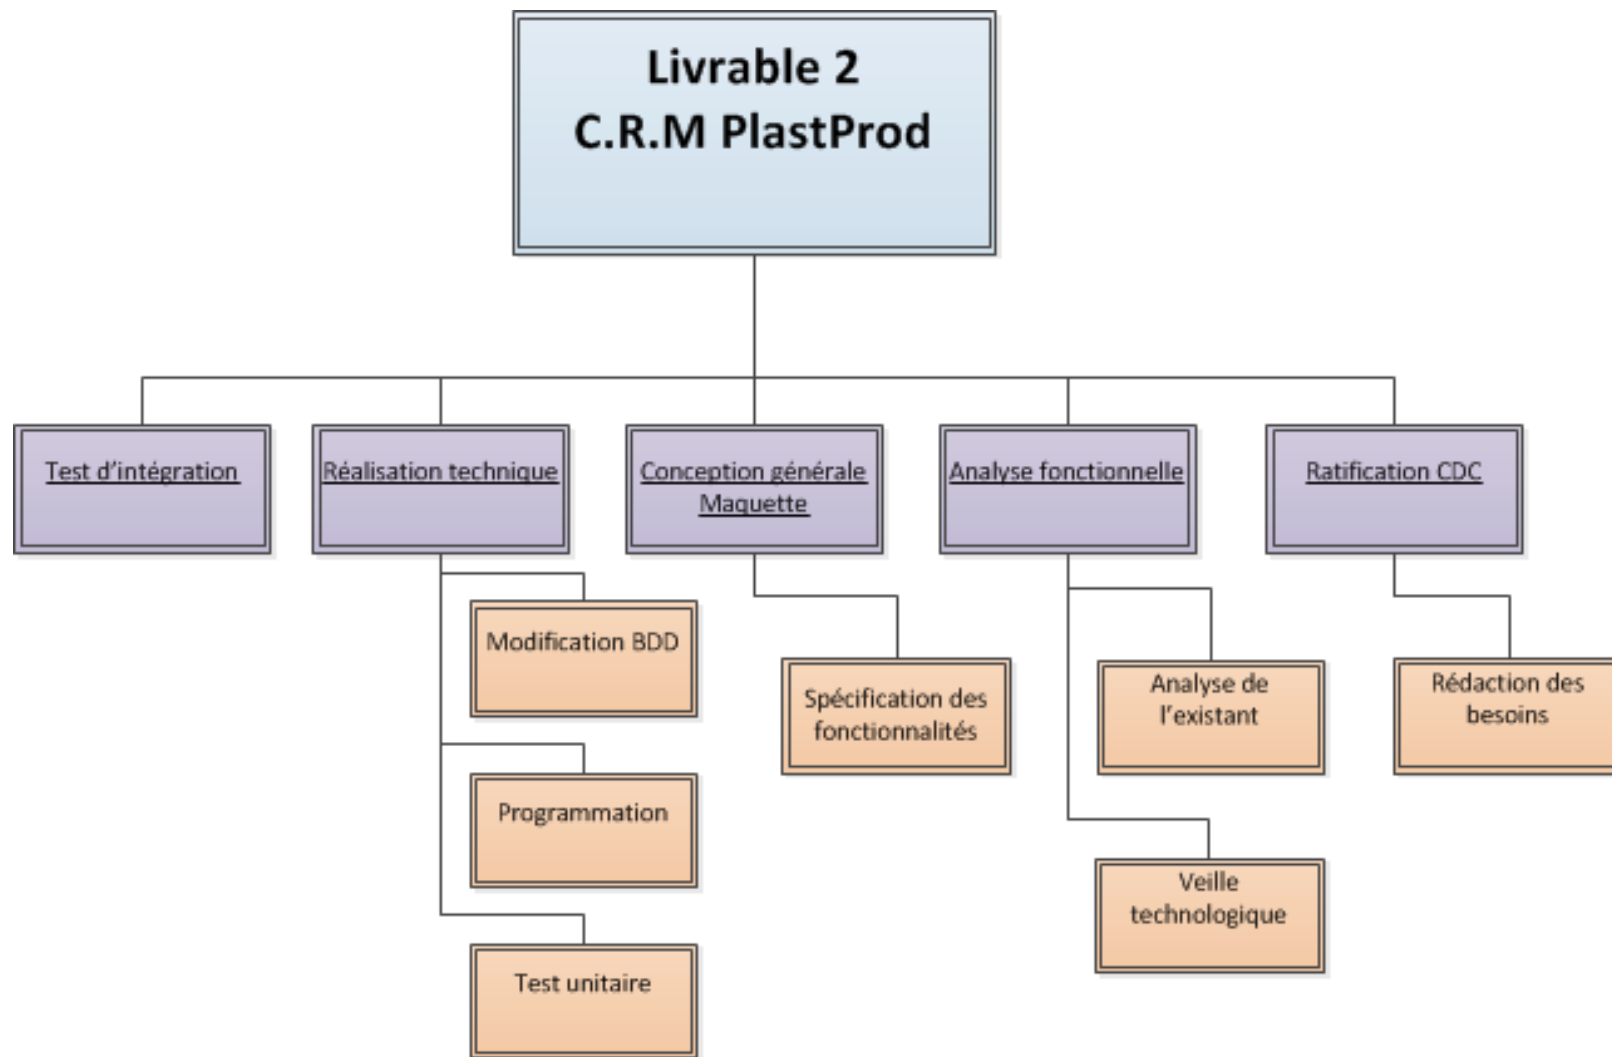 Livrable 2
C.R.M PlastProd
Test d'intégration
Réalisation technique
Conception générale
Maquette
Analyse fonctionnelle
Ratification CDC
Modification BDD
Spécification des
fonctionnalités
Analyse de
l'existant
Rédaction des
besoins
Programmation
Veille
technologique
Test unitaire